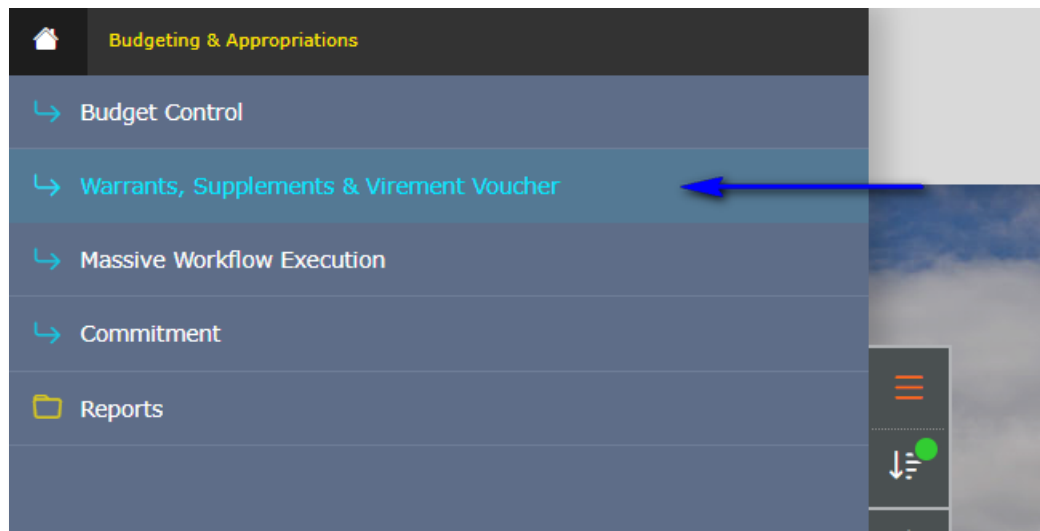 Budgeting & Appropriations
Budget Control
Warrants, Supplements & Virement Voucher
Massive Workflow Execution
Commitment
Reports